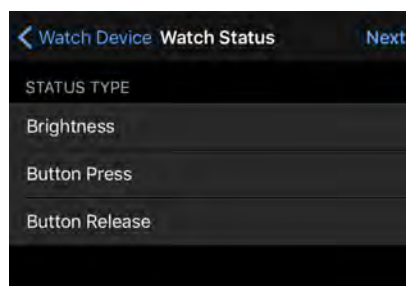 Watch Device Watch Status Next
STATUS TYPE
Brightness
Button Press
Button Release